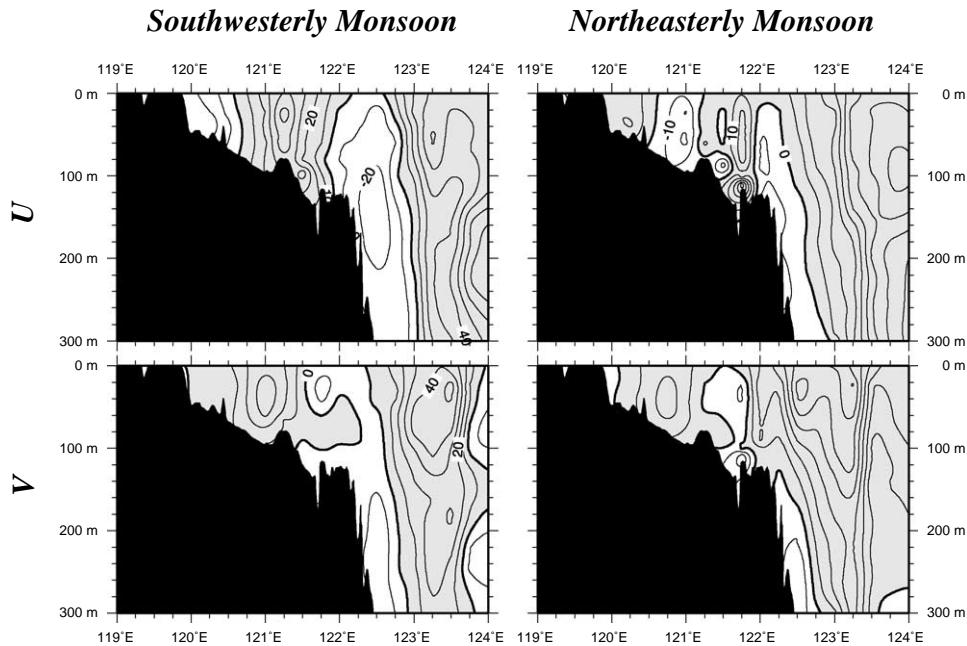 Southwesterly Monsoon Northeasterly Monsoon
119˚E 120˚E 121˚E 122˚E 123˚E 124˚E 119˚E 120˚E 121˚E 122˚E 123˚E 124˚E
0 m 0 m
20 -10 10 0
100 m -20 100 m
U
200 m 200 m
300 m 40 300 m
0 m 0 m
0 40
100 m 20 100 m
V
200 m 200 m
300 m 300 m
119˚E 120˚E 121˚E 122˚E 123˚E 124˚E 119˚E 120˚E 121˚E 122˚E 123˚E 124˚E